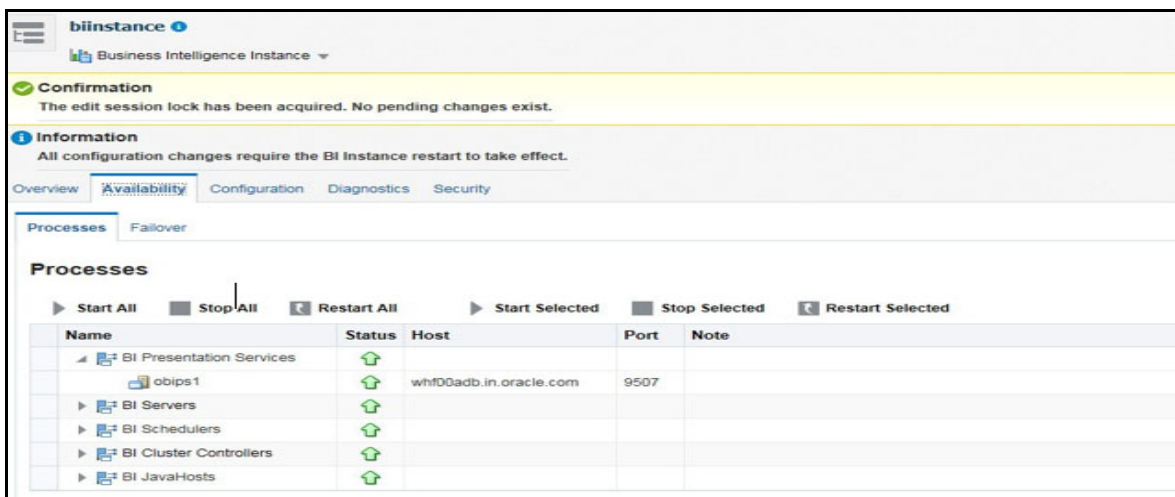 biinstance
Business Intelligence Instance
Confirmation
The edit session lock has been acquired. No pending changes exist.
Information
All configuration changes require the BI Instance restart to take effect.
Overview Availability Configuration Diagnostics Security
Processes Failover
Processes
Start All Stop All Restart All Start Selected Stop Selected Restart Selected
Name Status Host Port Note
BI Presentation Services
obips1 whf00adb.in.oracle.com 9507
BI Servers
BI Schedulers
BI Cluster Controllers
BI JavaHosts